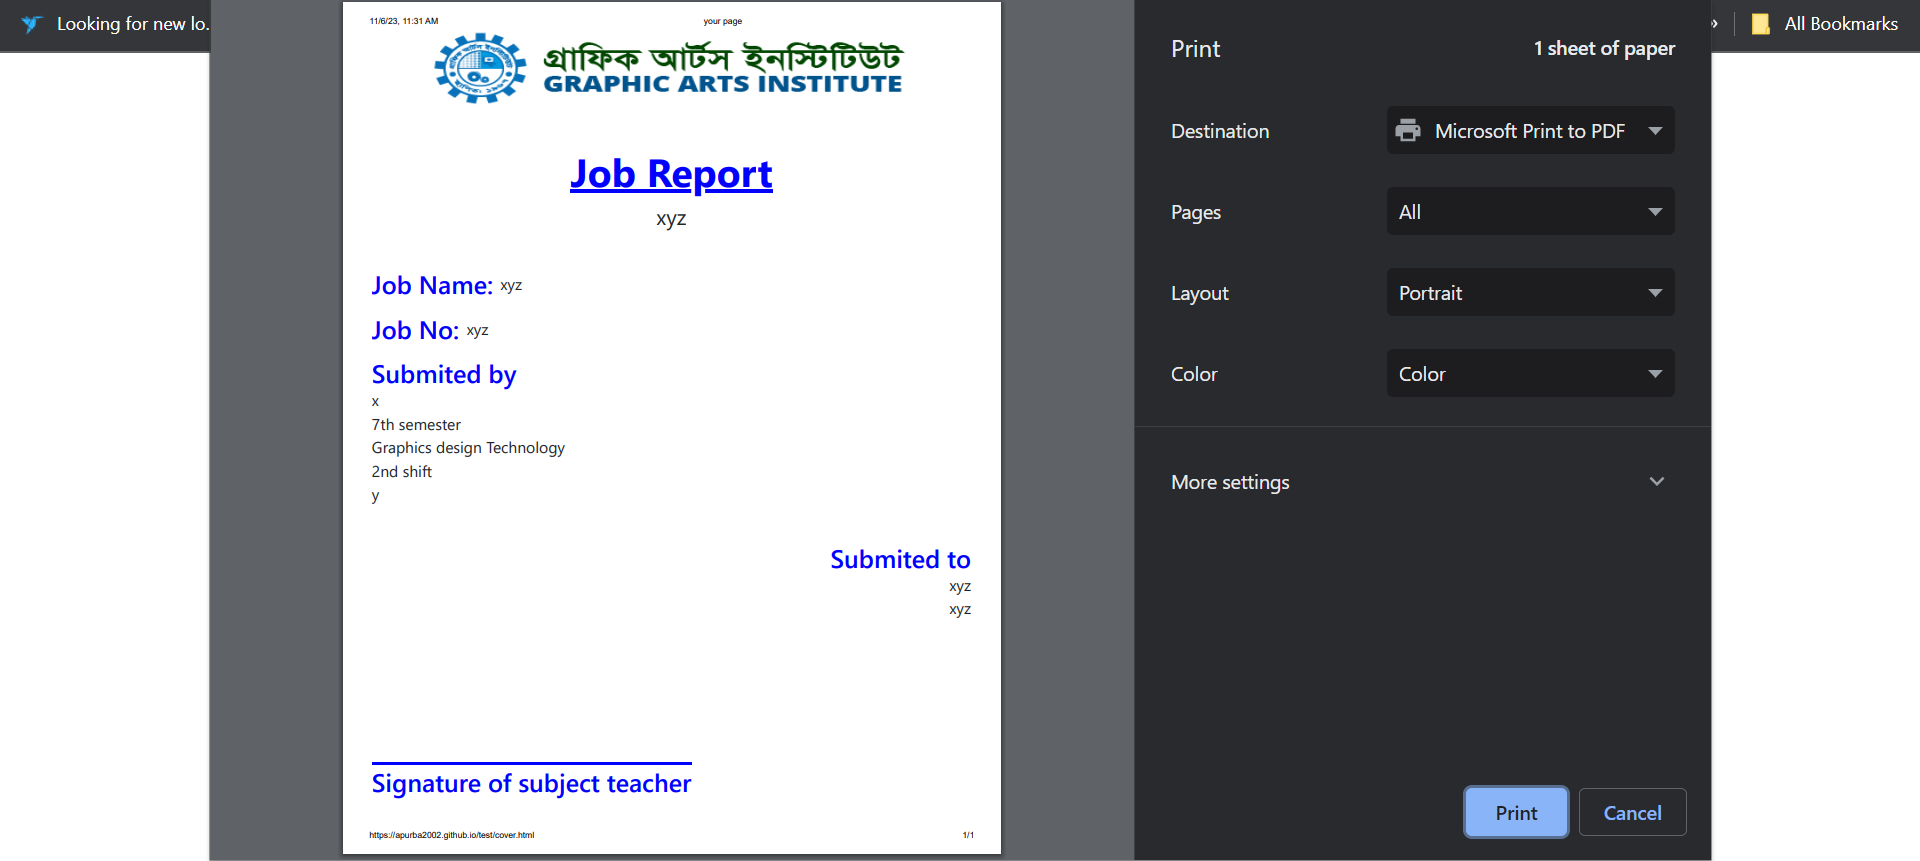 Looking for new lo.
» All Bookmarks
11/6/23, 11:31 AM your page
গ্রাফিক আর্টস ইনস্টিটিউট
GRAPHIC ARTS INSTITUTE
Job Report
xyz
Job Name: xyz
Job No: xyz
Submited by
x
7th semester
Graphics design Technology
2nd shift
y
Submited to
xyz
xyz
Signature of subject teacher
https://apurba2002.github.io/test/cover.html 1/1
Print 1 sheet of paper
Destination Microsoft Print to PDF
Pages All
Layout Portrait
Color Color
More settings
Print Cancel